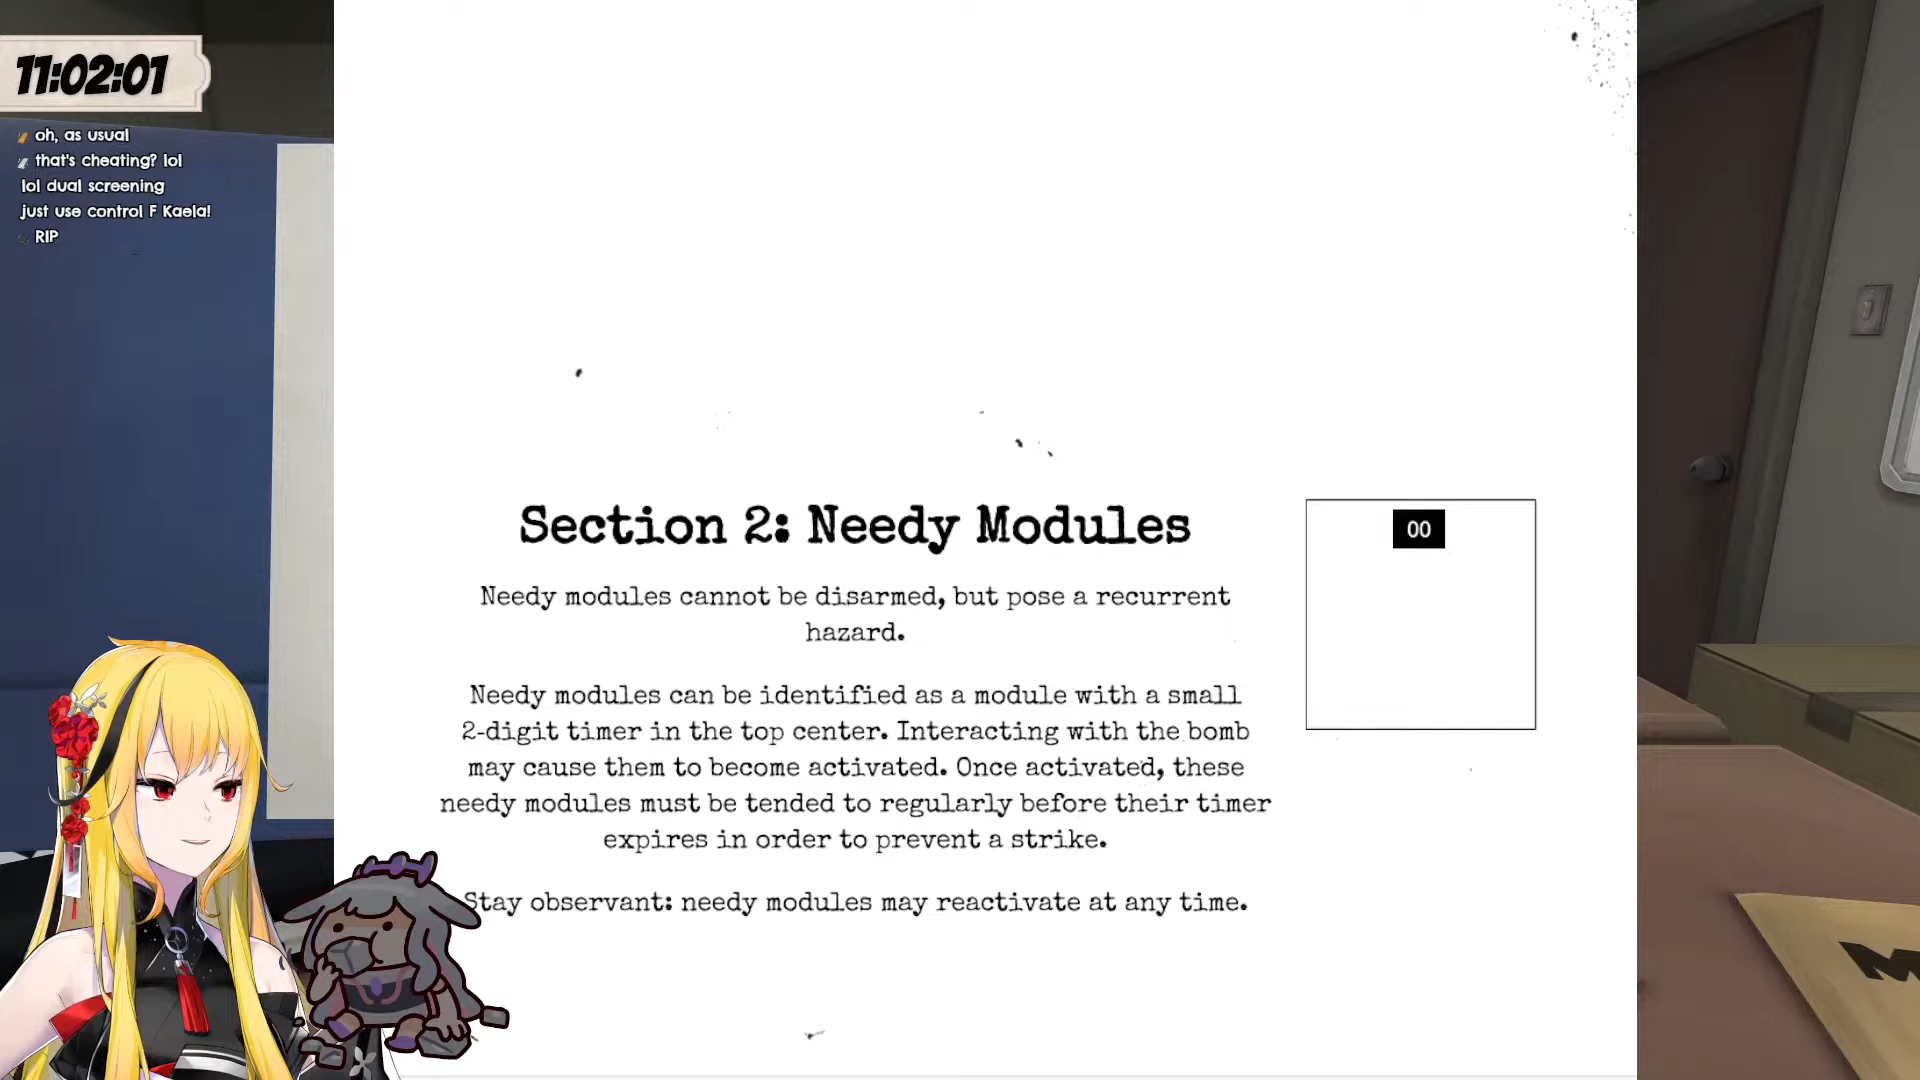 11:02:01
oh, as usual
that's cheating? lol
lol dual screening
just use control F Kaela!
RIP
Section 2: Needy Modules
00
Needy modules cannot be disarmed, but pose a recurrent
hazard.
Needy modules can be identified as a module with a small
2-digit timer in the top center. Interacting with the bomb
may cause them to become activated. Once activated, these
needy modules must be tended to regularly before their timer
expires in order to prevent a strike.
Stay observant: needy modules may reactivate at any time.